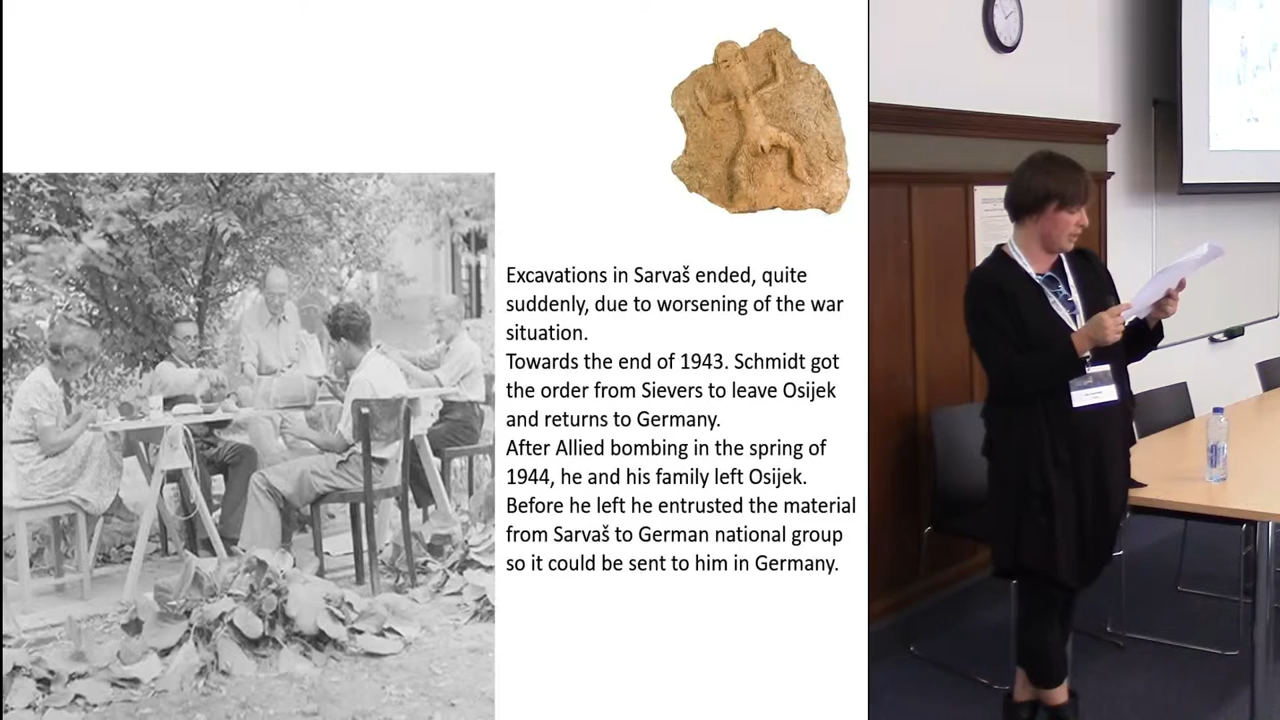 Excavations in Sarvaš ended, quite
suddenly, due to worsening of the war
situation.
Towards the end of 1943. Schmidt got
the order from Sievers to leave Osijek
and returns to Germany.
After Allied bombing in the spring of
1944, he and his family left Osijek.
Before he left he entrusted the material
from Sarvaš to German national group
so it could be sent to him in Germany.